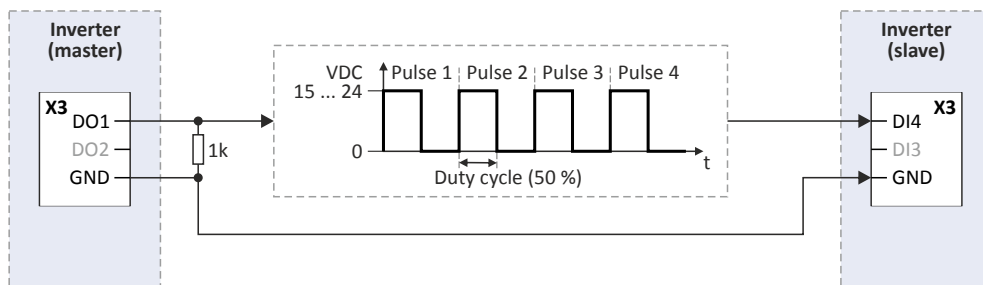 Inverter
(master)
X3
DO1
DO2
GND
1k
VDC
15 ... 24
0
Pulse 1
Pulse 2
Pulse 3
Pulse 4
t
Duty cycle (50 %)
Inverter
(slave)
X3
DI4
DI3
GND